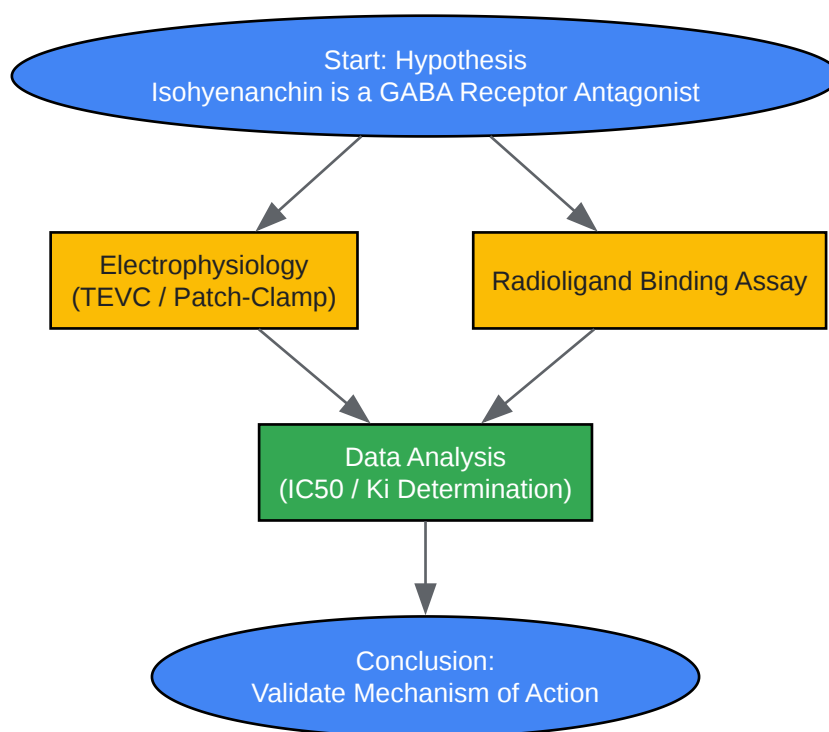 Start: Hypothesis
Isohyenanchin is a GABA Receptor Antagonist
Electrophysiology
(TEVC / Patch-Clamp)
Radioligand Binding Assay
Data Analysis
(IC50 / Ki Determination)
Conclusion:
Validate Mechanism of Action